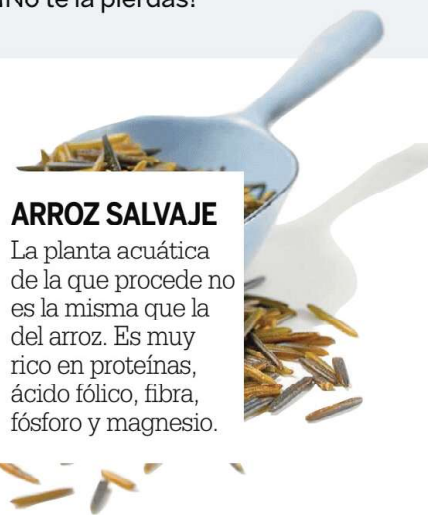 ¡No te la pierdas!
ARROZ SALVAJE
La planta acuática
de la que procede no
es la misma que la
del arroz. Es muy
rico en proteínas,
ácido fólico, fibra,
fósforo y magnesio.